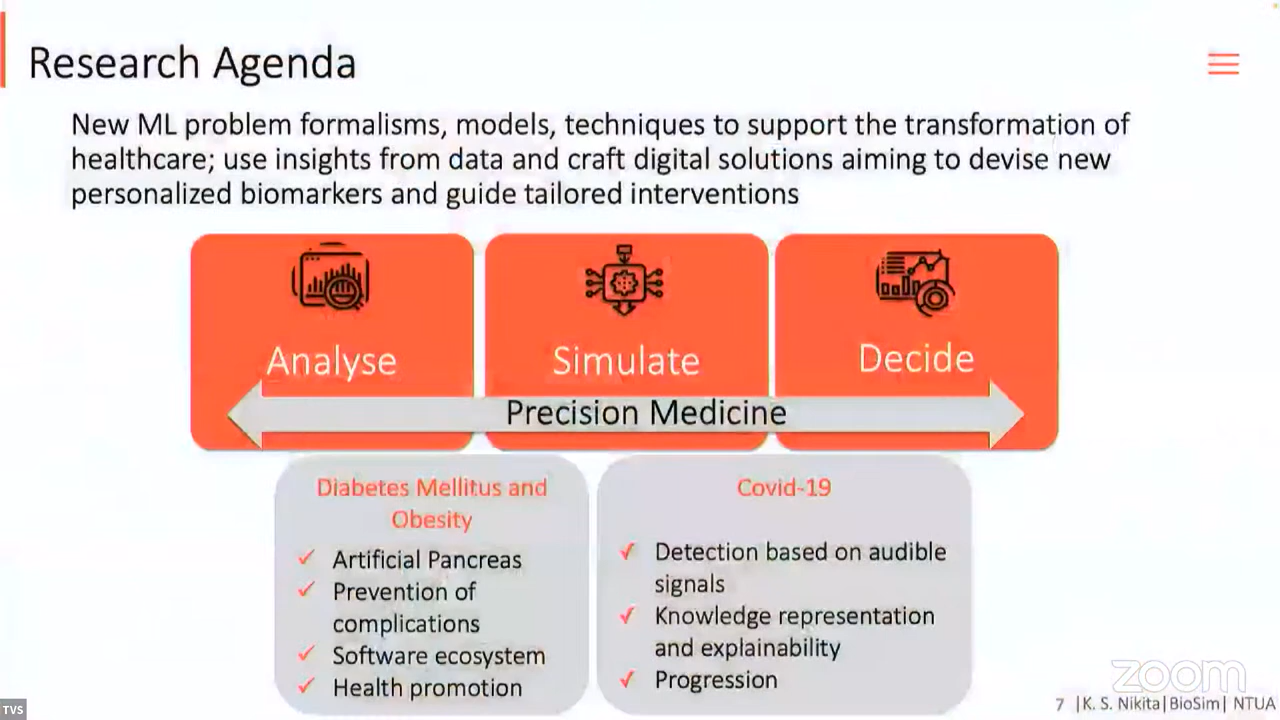 Research Agenda
New ML problem formalisms, models, techniques to support the transformation of
healthcare; use insights from data and craft digital solutions aiming to devise new
personalized biomarkers and guide tailored interventions
Analyse
Simulate
Decide
Precision Medicine
Diabetes Mellitus and
Obesity
✓ Artificial Pancreas
✓ Prevention of
complications
✓ Software ecosystem
✓ Health promotion
Covid-19
✓ Detection based on audible
signals
✓ Knowledge representation
and explainability
✓ Progression
zoom
7 |K. S. Nikita|BioSim| NTUA
TVS